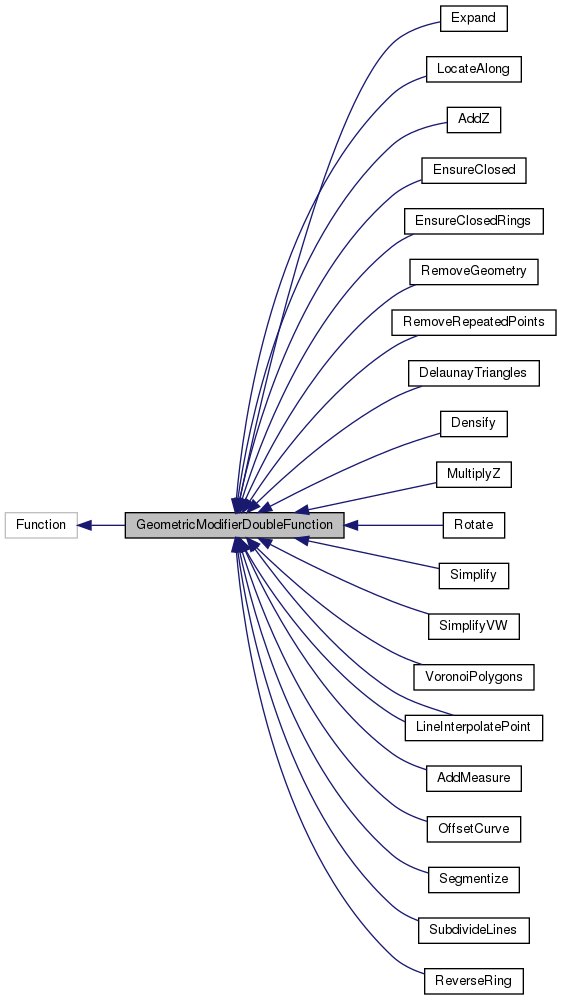 Expand
LocateAlong
AddZ
EnsureClosed
EnsureClosedRings
RemoveGeometry
RemoveRepeatedPoints
DelaunayTriangles
Densify
MultiplyZ
Function
GeometricModifierDoubleFunction
Rotate
Simplify
SimplifyVW
VoronoiPolygons
LineInterpolatePoint
AddMeasure
OffsetCurve
Segmentize
SubdivideLines
ReverseRing